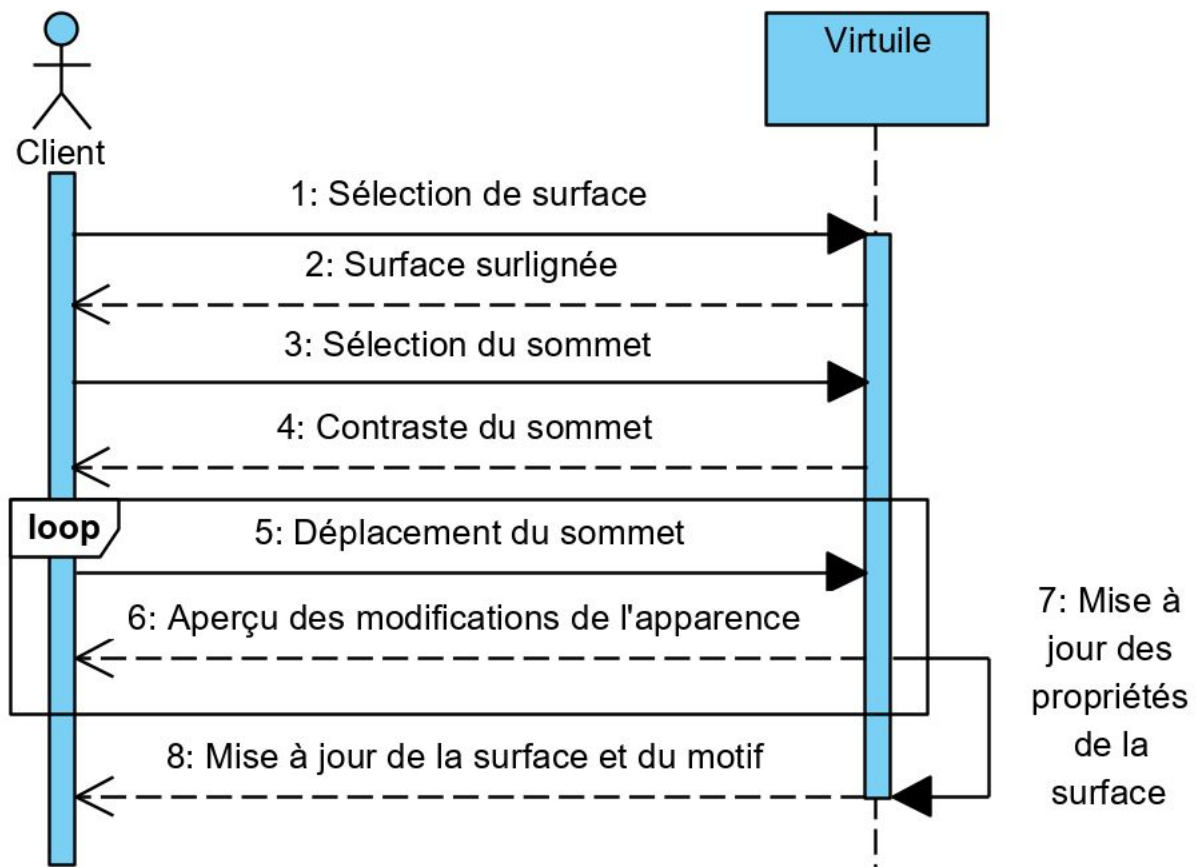 Virtuile
Client
1: Sélection de surface
2: Surface surlignée
3: Sélection du sommet
4: Contraste du sommet
loop
5: Déplacement du sommet
6: Aperçu des modifications de l'apparence
7: Mise à
jour des
propriétés
de la
surface
8: Mise à jour de la surface et du motif